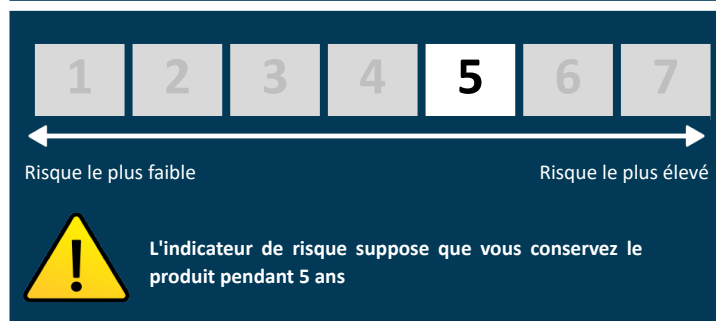 1 2 3 4 5 6 7
Risque le plus faible Risque le plus élevé
L'indicateur de risque suppose que vous conservez le
produit pendant 5 ans